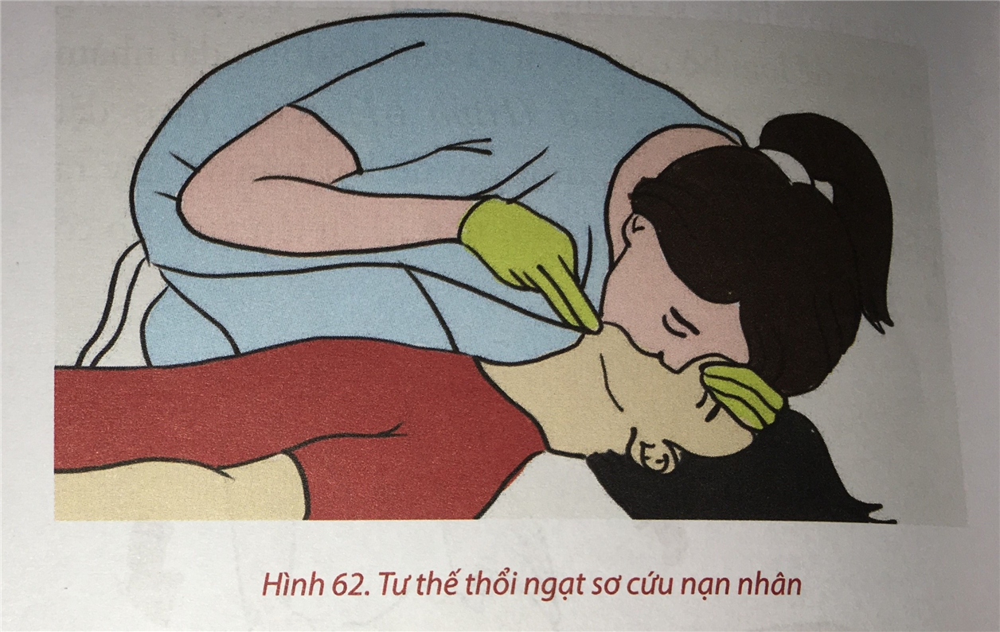 Hình 62. Tư thế thổi ngạt sơ cứu nạn nhân